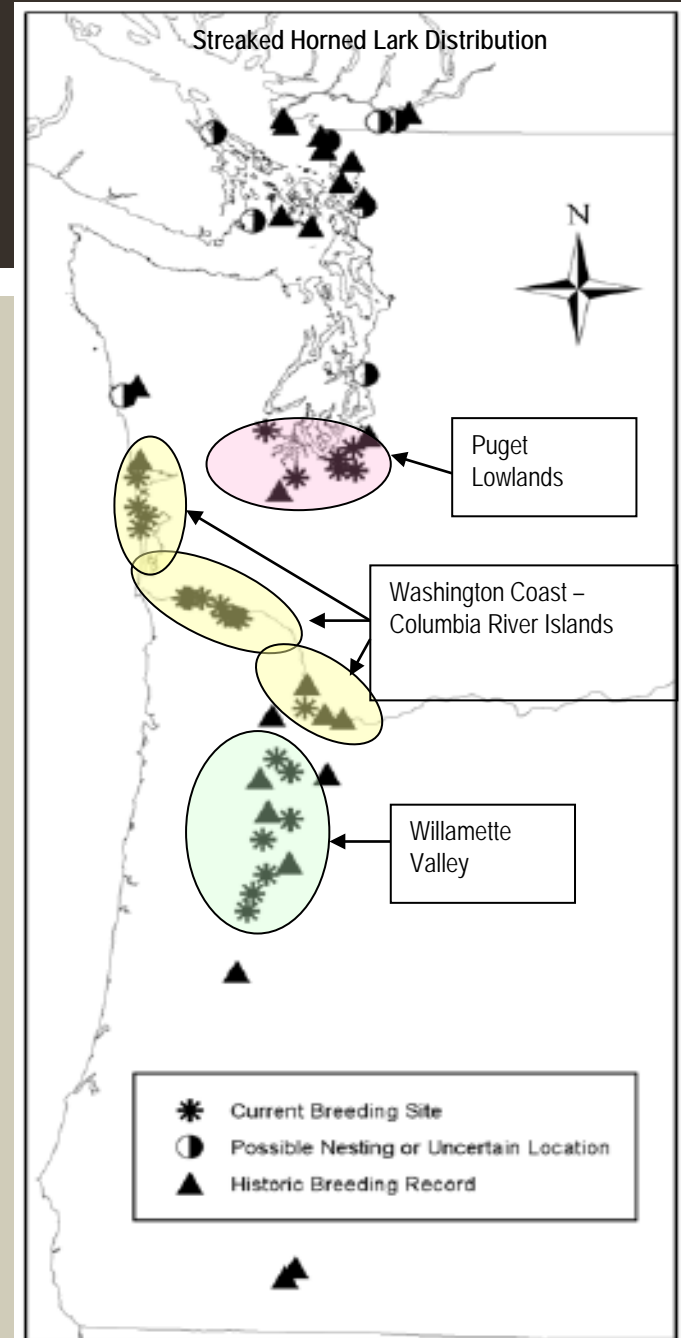 Streaked Horned Lark Distribution
N
Puget
Lowlands
Washington Coast –
Columbia River Islands
Willamette
Valley
Current Breeding Site
Possible Nesting or Uncertain Location
Historic Breeding Record